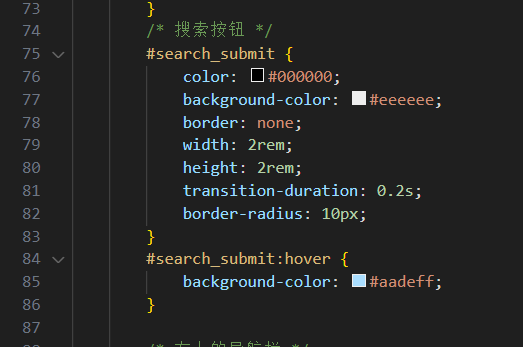 73 }
74 /* 搜索按钮 */
75 #search_submit {
76 color: #000000;
77 background-color: #eeeeee;
78 border: none;
79 width: 2rem;
80 height: 2rem;
81 transition-duration: 0.2s;
82 border-radius: 10px;
83 }
84 #search_submit:hover {
85 background-color: #aadeff;
86 }
87